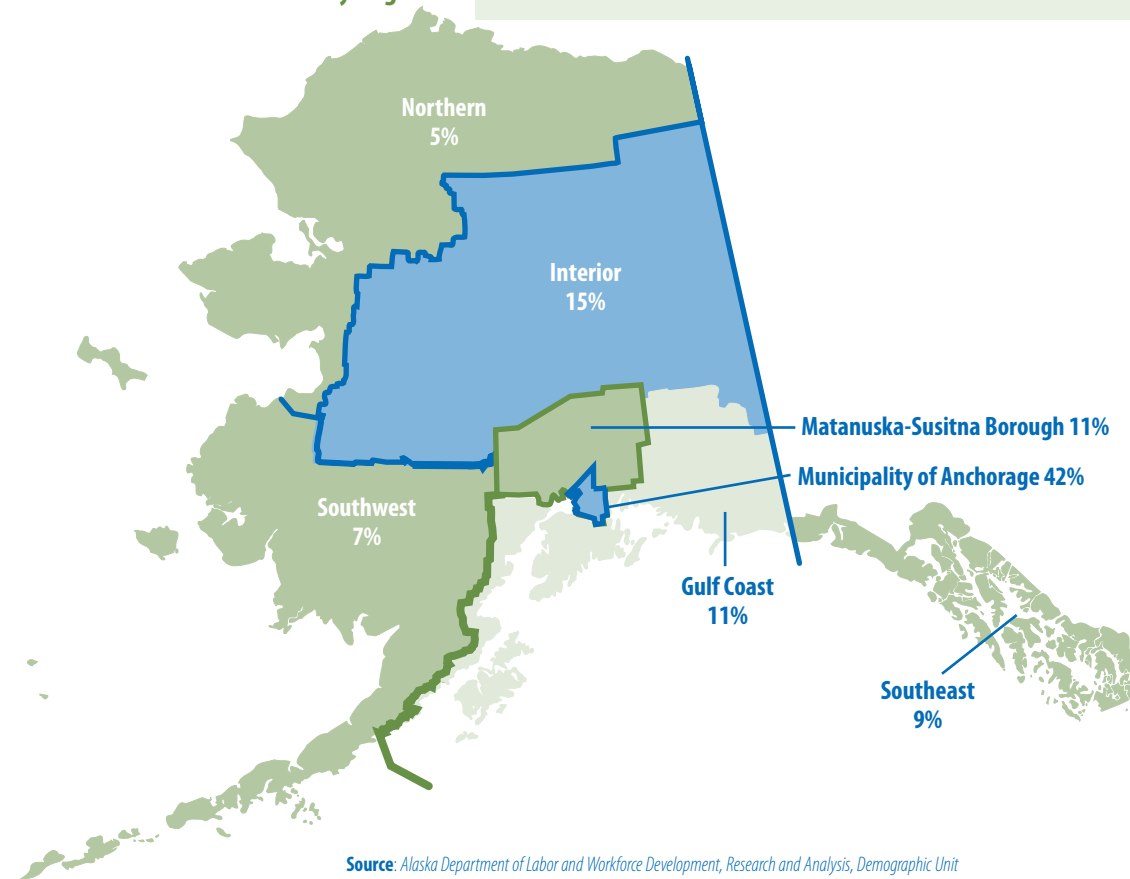 Northern
5%
Interior
15%
Matanuska-Susitna Borough 11%
Municipality of Anchorage 42%
Southwest
7%
Gulf Coast
11%
Southeast
9%
Source: Alaska Department of Labor and Workforce Development, Research and Analysis, Demographic Unit